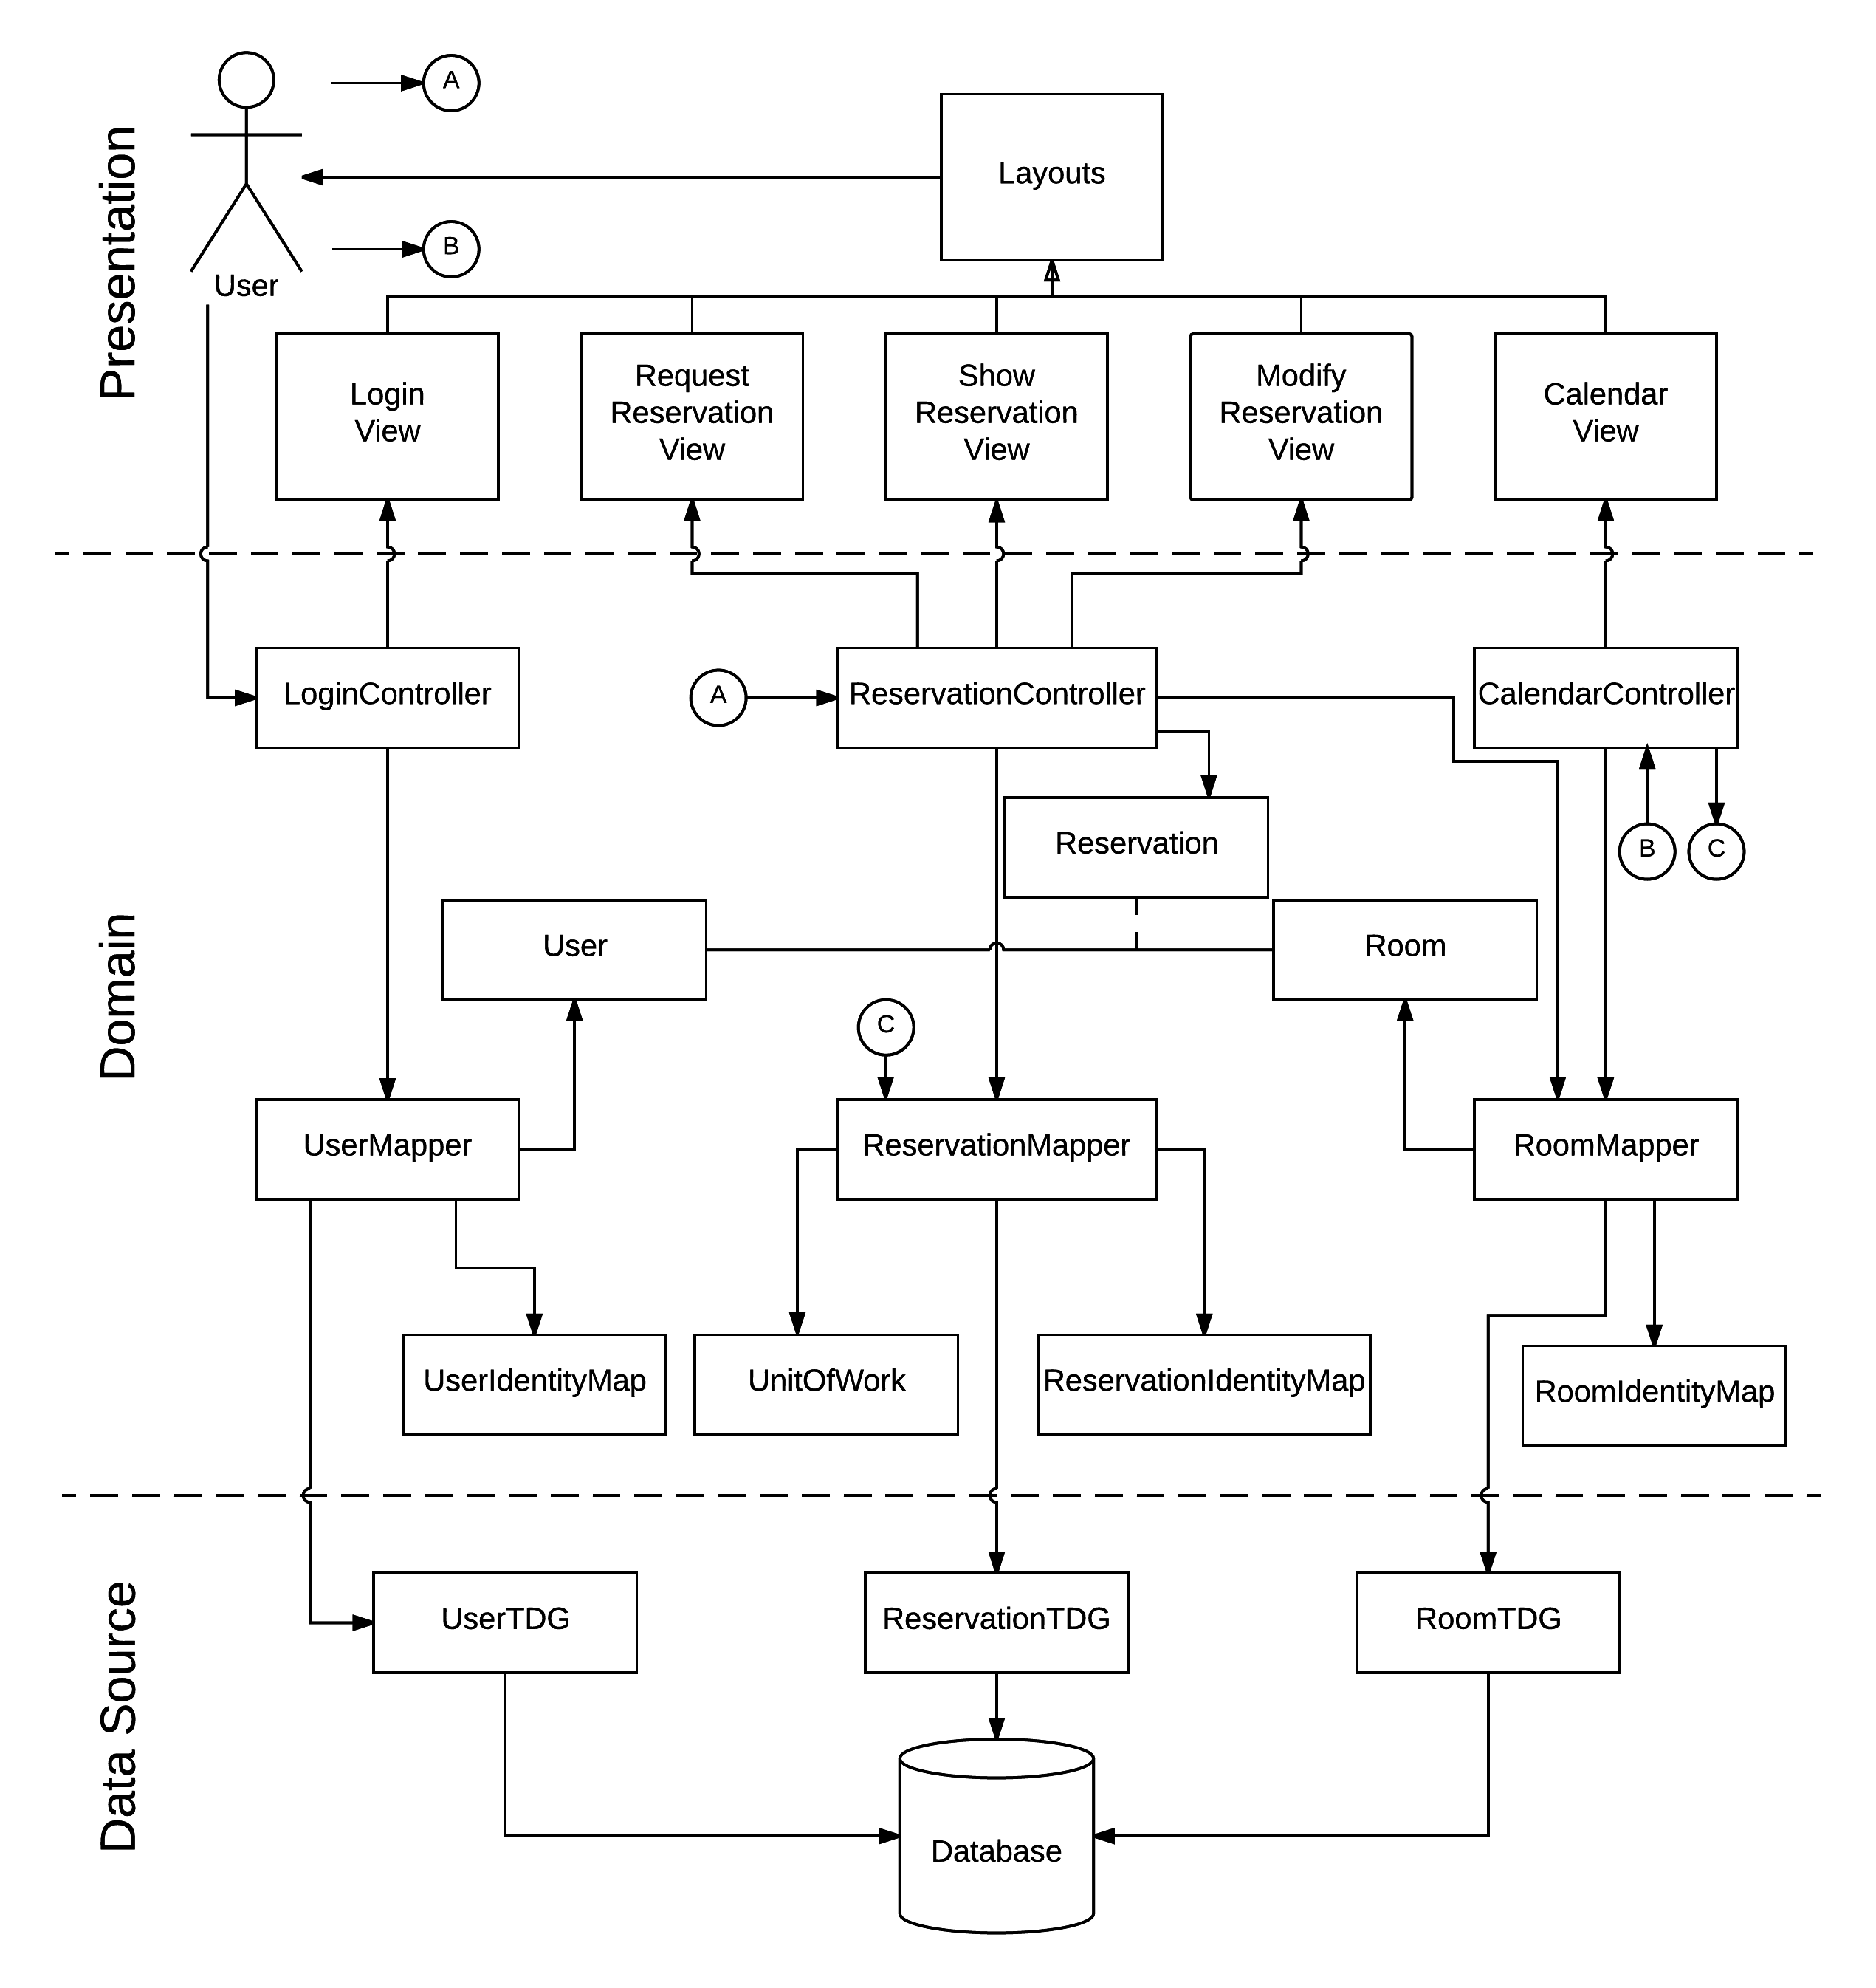 Presentation
A
Layouts
B
User
Login
View
Request
Reservation
View
Show
Reservation
View
Modify
Reservation
View
Calendar
View
Domain
LoginController
A
ReservationController
CalendarController
Reservation
B
C
User
Room
C
UserMapper
ReservationMapper
RoomMapper
UserIdentityMap
UnitOfWork
ReservationIdentityMap
RoomIdentityMap
Data Source
UserTDG
ReservationTDG
RoomTDG
Database